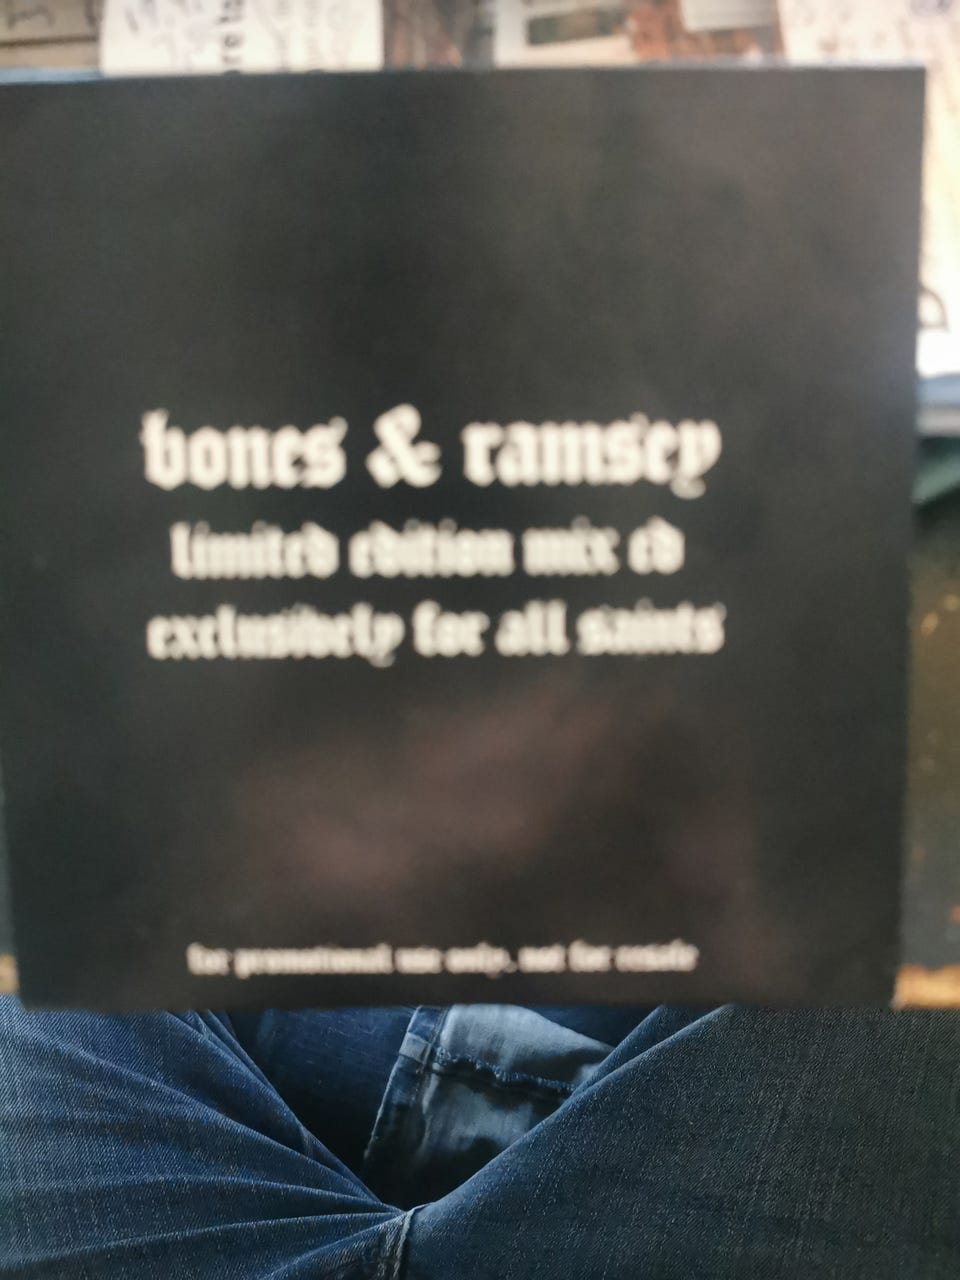 bones & ramsey
limited edition mix cd
exclusively for all saints
for promotional use only, not for resale